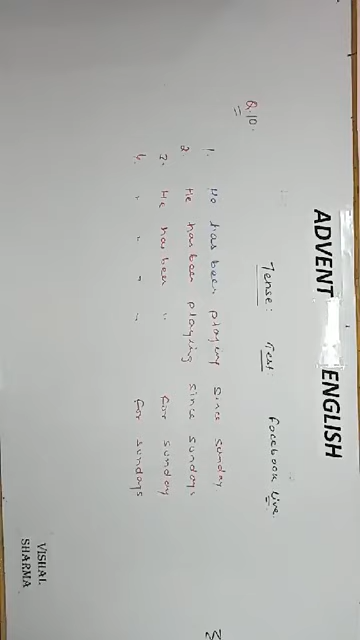 ADVENT ENGLISH
Tense: Test Facebook Live.
Q.10.
1. He has been playing since sunday
2. He has been playing since sundays
3. He has been " for sunday
4. " " " " for sundays
VISHAL
SHARMA